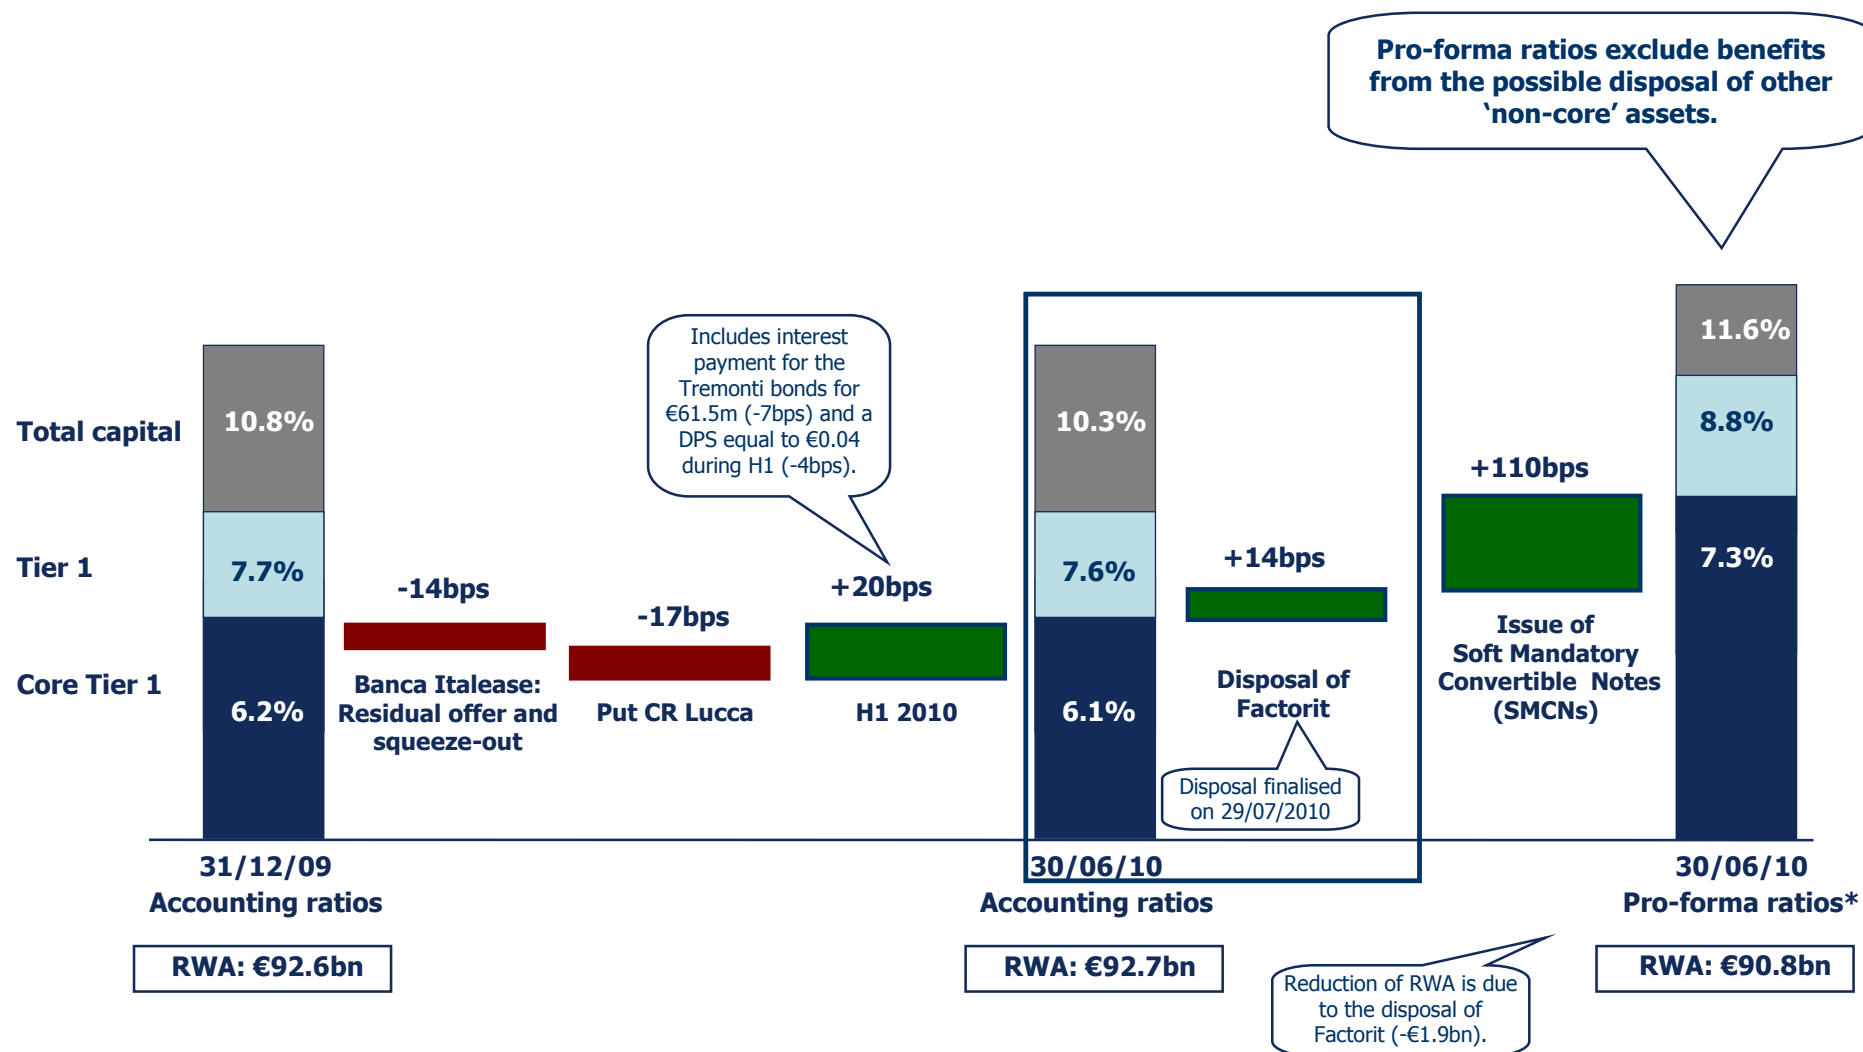 Pro-forma ratios exclude benefits
from the possible disposal of other
‘non-core’ assets.
Includes interest
payment for the
Tremonti bonds for
€61.5m (-7bps) and a
DPS equal to €0.04
during H1 (-4bps).
Total capital
Tier 1
Core Tier 1
10.8%
7.7%
6.2%
-14bps
Banca Italease:
Residual offer and
squeeze-out
-17bps
Put CR Lucca
+20bps
H1 2010
10.3%
7.6%
6.1%
+14bps
Disposal of
Factorit
Disposal finalised
on 29/07/2010
+110bps
Issue of
Soft Mandatory
Convertible Notes
(SMCNs)
11.6%
8.8%
7.3%
31/12/09
Accounting ratios
30/06/10
Accounting ratios
30/06/10
Pro-forma ratios*
RWA: €92.6bn
RWA: €92.7bn
RWA: €90.8bn
Reduction of RWA is due
to the disposal of
Factorit (-€1.9bn).